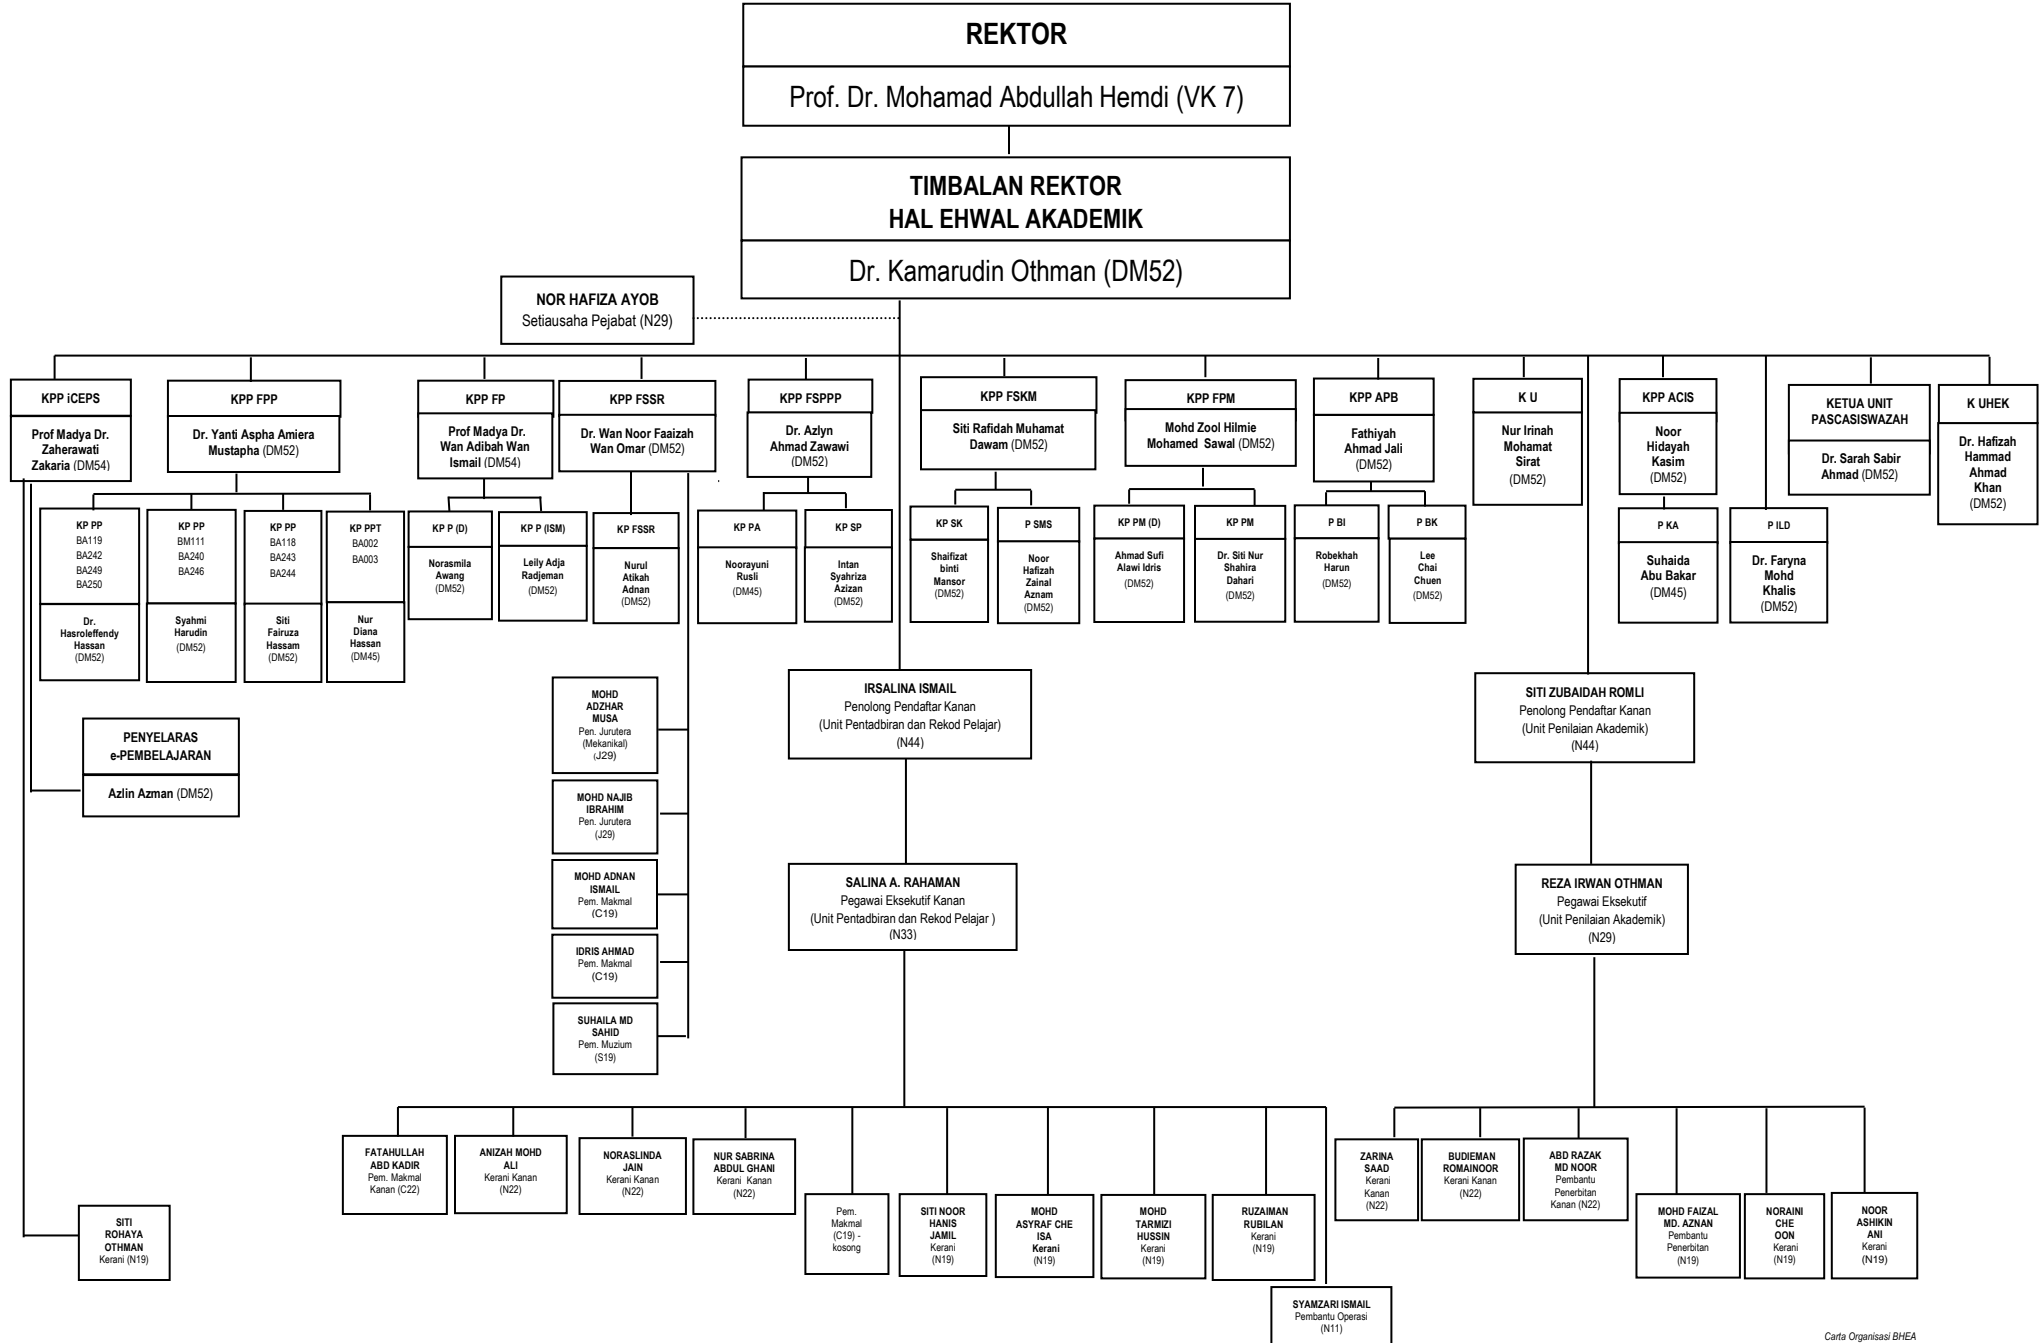 REKTOR
Prof. Dr. Mohamad Abdullah Hemdi (VK 7)
TIMBALAN REKTOR
HAL EHWAL AKADEMIK
Dr. Kamarudin Othman (DM52)
NOR HAFIZA AYOB
Setiausaha Pejabat (N29)
KPP iCEPS
Prof Madya Dr.
Zaherawati
Zakaria (DM54)
KPP FPP
Dr. Yanti Aspha Amiera
Mustapha (DM52)
KPP FP
Prof Madya Dr.
Wan Adibah Wan
Ismail (DM54)
KPP FSSR
Dr. Wan Noor Faaizah
Wan Omar (DM52)
KPP FSPPP
Dr. Azlyn
Ahmad Zawawi
(DM52)
KPP FSKM
Siti Rafidah Muhamat
Dawam (DM52)
KPP FPM
Mohd Zool Hilmie
Mohamed Sawal (DM52)
KPP APB
Fathiyah
Ahmad Jali
(DM52)
K U
Nur Irinah
Mohamat
Sirat
(DM52)
KPP ACIS
Noor
Hidayah
Kasim
(DM52)
KETUA UNIT
PASCASISWAZAH
Dr. Sarah Sabir
Ahmad (DM52)
K UHEK
Dr. Hafizah
Hammad
Ahmad
Khan
(DM52)
KP PP
BA119
BA242
BA249
BA250
Dr.
Hasroleffendy
Hassan
(DM52)
KP PP
BM111
BA240
BA246
Syahmi
Harudin
(DM52)
KP PP
BA118
BA243
BA244
Siti
Fairuza
Hassam
(DM52)
KP PPT
BA002
BA003
Nur
Diana
Hassan
(DM45)
KP P (D)
Norasmila
Awang
(DM52)
KP P (ISM)
Leily Adja
Radjeman
(DM52)
KP FSSR
Nurul
Atikah
Adnan
(DM52)
KP PA
Noorayuni
Rusli
(DM45)
KP SP
Intan
Syahriza
Azizan
(DM52)
KP SK
Shaifizat
binti
Mansor
(DM52)
P SMS
Noor
Hafizah
Zainal
Aznam
(DM52)
KP PM (D)
Ahmad Sufi
Alawi Idris
(DM52)
KP PM
Dr. Siti Nur
Shahira
Dahari
(DM52)
P BI
Robekhah
Harun
(DM52)
P BK
Lee
Chai
Chuen
(DM52)
P KA
Suhaida
Abu Bakar
(DM45)
P ILD
Dr. Faryna
Mohd
Khalis
(DM52)
PENYELARAS
e-PEMBELAJARAN
Azlin Azman (DM52)
MOHD
ADZHAR
MUSA
Pen. Jurutera
(Mekanikal)
(J29)
MOHD NAJIB
IBRAHIM
Pen. Jurutera
(J29)
MOHD ADNAN
ISMAIL
Pem. Makmal
(C19)
IDRIS AHMAD
Pem. Makmal
(C19)
SUHAILA MD
SAHID
Pem. Muzium
(S19)
IRSALINA ISMAIL
Penolong Pendaftar Kanan
(Unit Pentadbiran dan Rekod Pelajar)
(N44)
SITI ZUBAIDAH ROMLI
Penolong Pendaftar Kanan
(Unit Penilaian Akademik)
(N44)
SALINA A. RAHAMAN
Pegawai Eksekutif Kanan
(Unit Pentadbiran dan Rekod Pelajar )
(N33)
REZA IRWAN OTHMAN
Pegawai Eksekutif
(Unit Penilaian Akademik)
(N29)
FATAHULLAH
ABD KADIR
Pem. Makmal
Kanan (C22)
ANIZAH MOHD
ALI
Kerani Kanan
(N22)
NORASLINDA
JAIN
Kerani Kanan
(N22)
NUR SABRINA
ABDUL GHANI
Kerani Kanan
(N22)
Pem.
Makmal
(C19) -
kosong
SITI NOOR
HANIS
JAMIL
Kerani
(N19)
MOHD
ASYRAF CHE
ISA
Kerani
(N19)
MOHD
TARMIZI
HUSSIN
Kerani
(N19)
RUZAIMAN
RUBILAN
Kerani
(N19)
SYAMZARI ISMAIL
Pembantu Operasi
(N11)
ZARINA
SAAD
Kerani
Kanan
(N22)
BUDIEMAN
ROMAINOOR
Kerani Kanan
(N22)
ABD RAZAK
MD NOOR
Pembantu
Penerbitan
Kanan (N22)
MOHD FAIZAL
MD. AZNAN
Pembantu
Penerbitan
(N19)
NORAINI
CHE
OON
Kerani
(N19)
NOOR
ASHIKIN
ANI
Kerani
(N19)
SITI
ROHAYA
OTHMAN
Kerani (N19)
Carta Organisasi BHEA